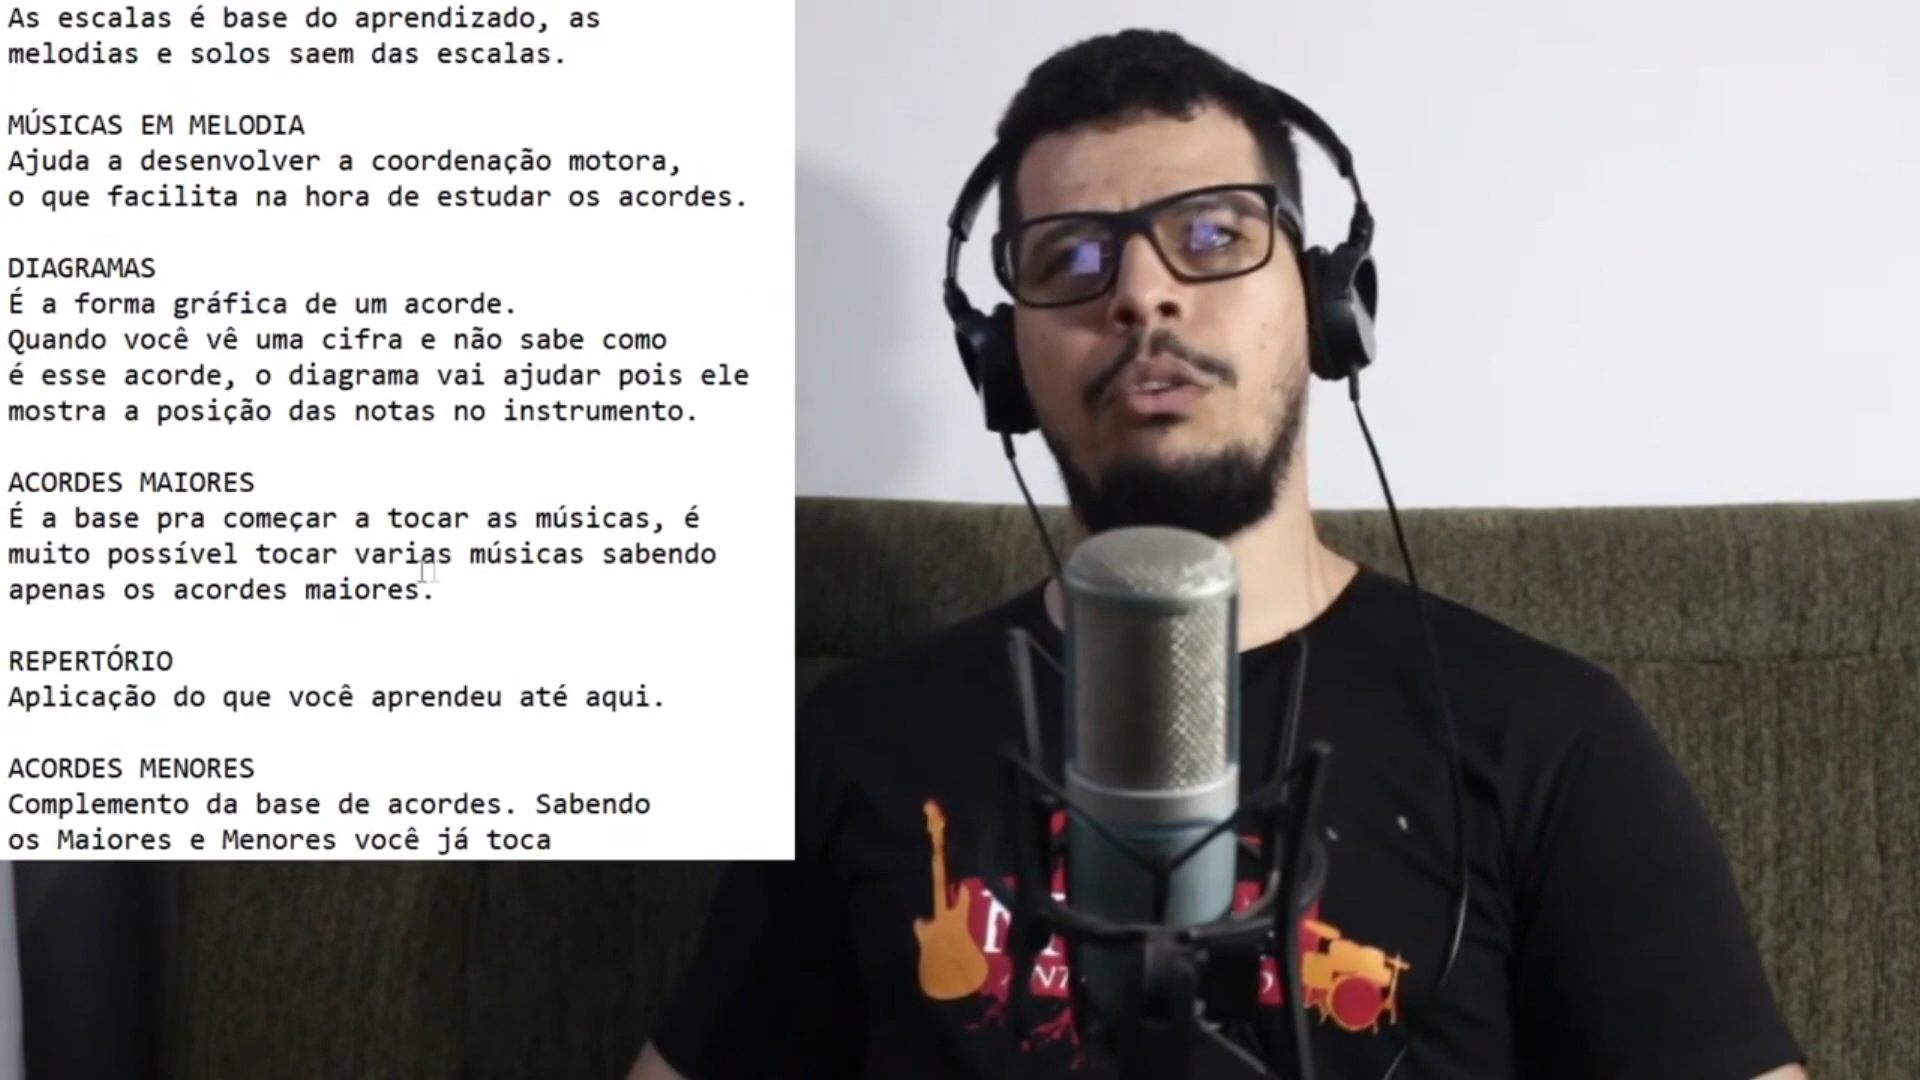 As escalas é base do aprendizado, as
melodias e solos saem das escalas.
MÚSICAS EM MELODIA
Ajuda a desenvolver a coordenação motora,
o que facilita na hora de estudar os acordes.
DIAGRAMAS
É a forma gráfica de um acorde.
Quando você vê uma cifra e não sabe como
é esse acorde, o diagrama vai ajudar pois ele
mostra a posição das notas no instrumento.
ACORDES MAIORES
É a base pra começar a tocar as músicas, é
muito possível tocar varias músicas sabendo
apenas os acordes maiores.
REPERTÓRIO
Aplicação do que você aprendeu até aqui.
ACORDES MENORES
Complemento da base de acordes. Sabendo
os Maiores e Menores você já toca